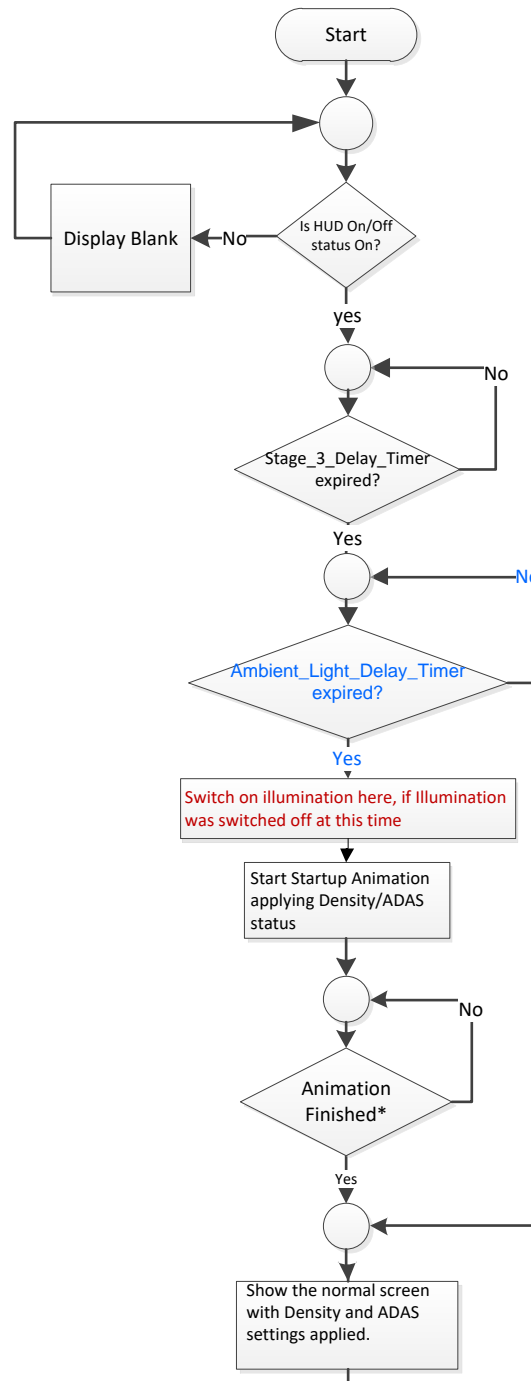 Start
Is HUD On/Off
status On?
No
Display Blank
yes
No
Stage_3_Delay_Timer
expired?
Yes
No
Ambient_Light_Delay_Timer
expired?
Yes
Switch on illumination here, if Illumination
was switched off at this time
Start Startup Animation
applying Density/ADAS
status
No
Animation
Finished*
Yes
Show the normal screen
with Density and ADAS
settings applied.